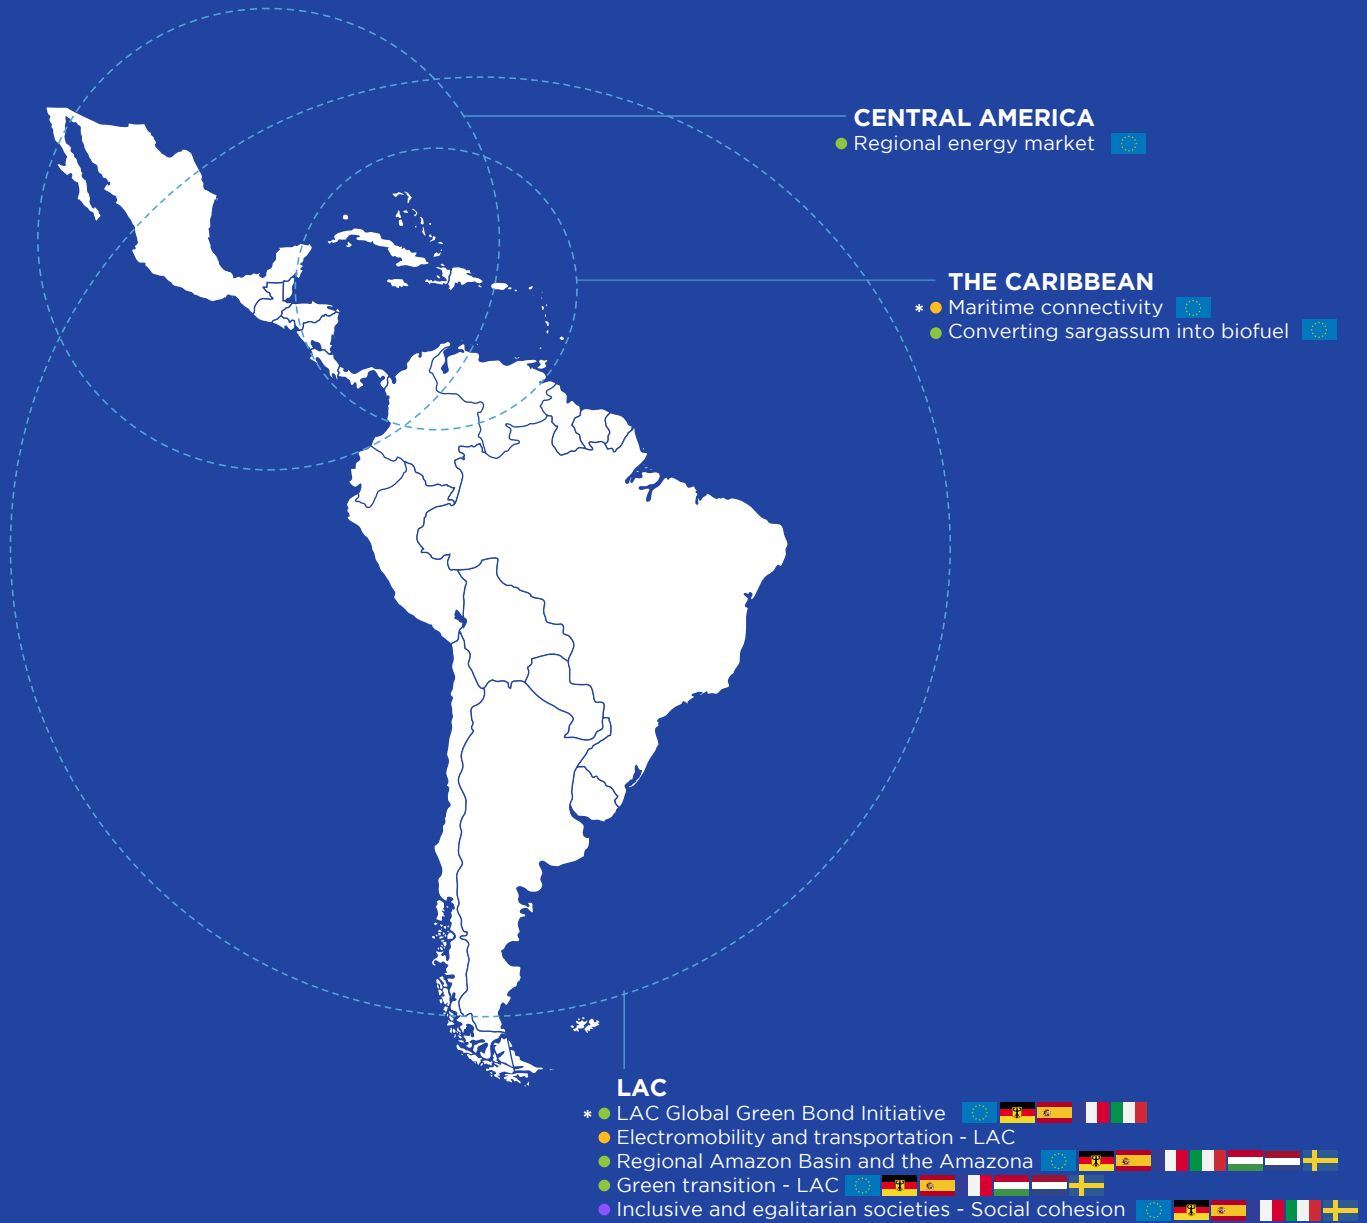 CENTRAL AMERICA
Regional energy market
THE CARIBBEAN
* Maritime connectivity
Converting sargassum into biofuel
LAC
* LAC Global Green Bond Initiative
Electromobility and transportation - LAC
Regional Amazon Basin and the Amazona
Green transition - LAC
Inclusive and egalitarian societies - Social cohesion